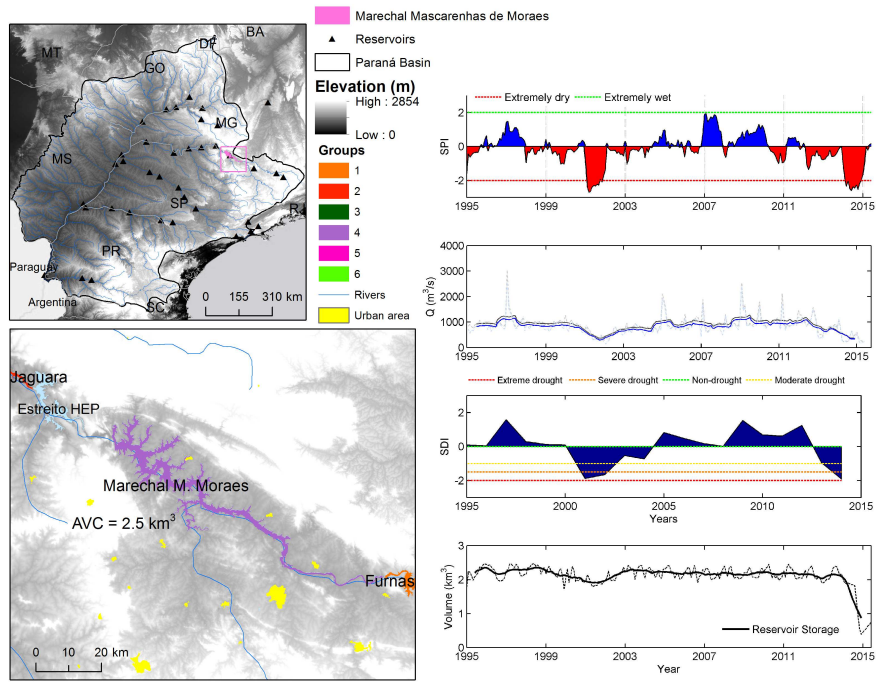 Marechal Mascarenhas de Moraes
Reservoirs
Paraná Basin
Elevation (m)
High : 2854
Low : 0
Groups
1
2
3
4
5
6
Rivers
Urban area
MT
DF
BA
GO
MG
MS
SP
RJ
PR
Paraguay
Argentina
SC
0 155 310 km
Jaguara
Estreito HEP
Marechal M. Moraes
AVC = 2.5 km³
Furnas
0 10 20 km
Extremely dry
Extremely wet
SPI
2
0
-2
1995 1999 2003 2007 2012 2015
Q (m³/s)
4000
3000
2000
1000
0
1995 1999 2003 2007 2012 2015
Extreme drought
Severe drought
Non-drought
Moderate drought
SDI
2
0
-2
1995 2000 2005 2010 2015
Years
Volume (km³)
3
2
1
0
Reservoir Storage
1995 1999 2003 2007 2012 2015
Year